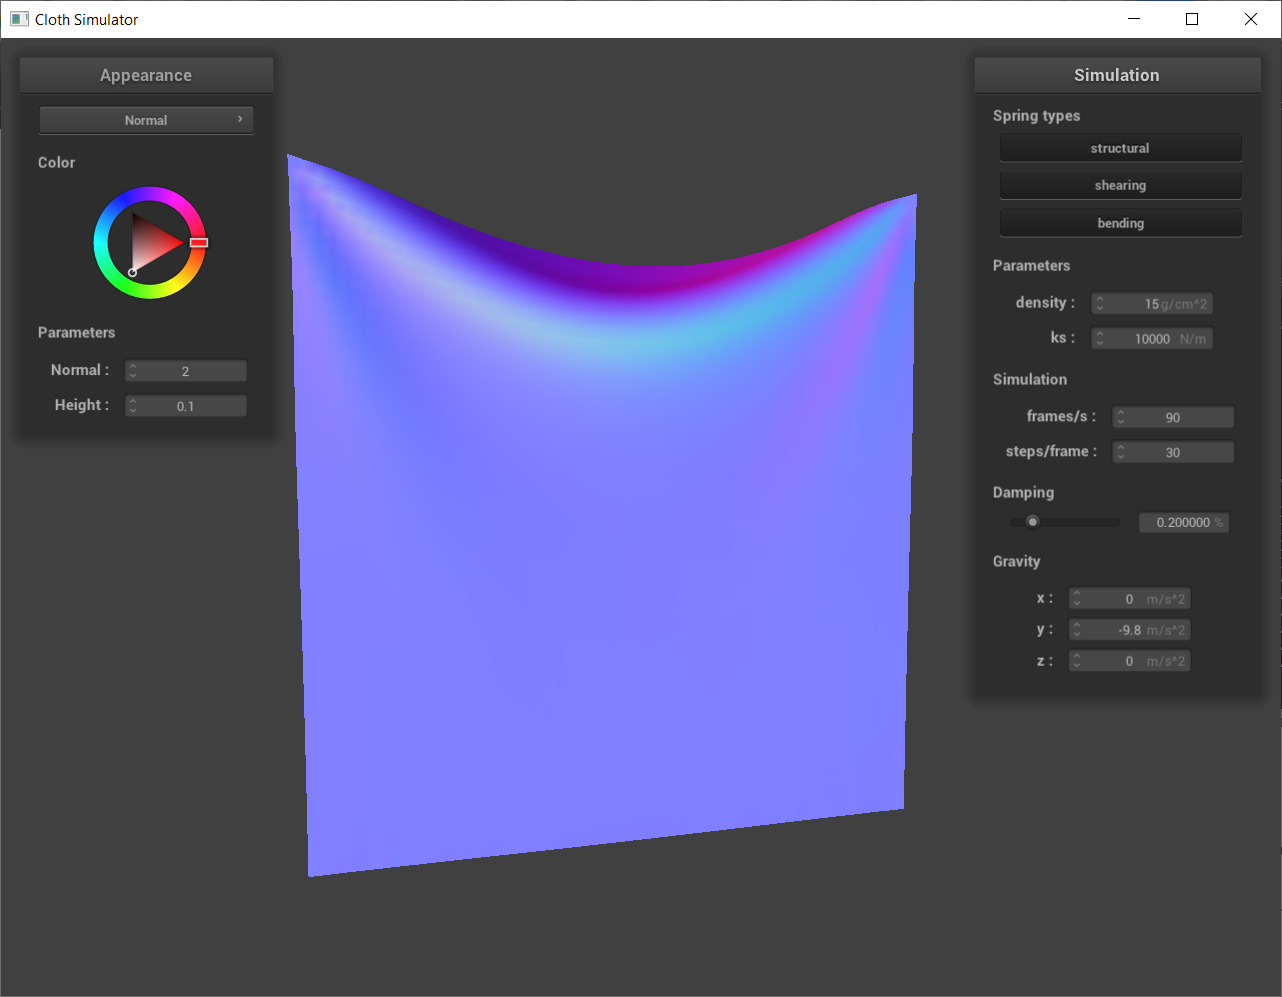 Cloth Simulator
Appearance
Normal
Color
Parameters
Normal : 2
Height : 0.1
Simulation
Spring types
structural
shearing
bending
Parameters
density : 15 g/cm^2
ks : 10000 N/m
Simulation
frames/s : 90
steps/frame : 30
Damping
0.200000 %
Gravity
x : 0 m/s^2
y : -9.8 m/s^2
z : 0 m/s^2